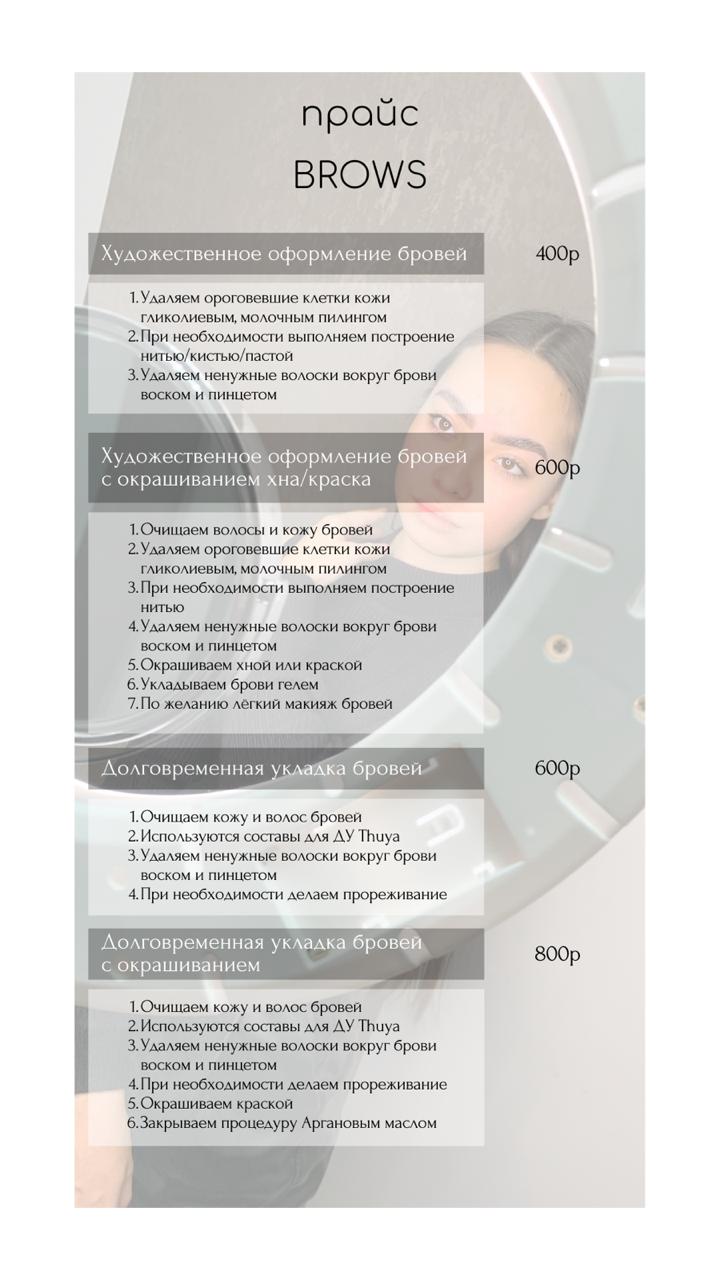 прайс
BROWS
Художественное оформление бровей
400р
1. Удаляем ороговевшие клетки кожи
гликолиевым, молочным пилингом
2. При необходимости выполняем построение
нитью/кистью/пастой
3. Удаляем ненужные волоски вокруг брови
воском и пинцетом
Художественное оформление бровей
с окрашиванием хна/краска
600р
1. Очищаем волосы и кожу бровей
2. Удаляем ороговевшие клетки кожи
гликолиевым, молочным пилингом
3. При необходимости выполняем построение
нитью
4. Удаляем ненужные волоски вокруг брови
воском и пинцетом
5. Окрашиваем хной или краской
6. Укладываем брови гелем
7. По желанию лёгкий макияж бровей
Долговременная укладка бровей
600р
1. Очищаем кожу и волос бровей
2. Используются составы для ДУ Thuya
3. Удаляем ненужные волоски вокруг брови
воском и пинцетом
4. При необходимости делаем прореживание
Долговременная укладка бровей
с окрашиванием
800р
1. Очищаем кожу и волос бровей
2. Используются составы для ДУ Thuya
3. Удаляем ненужные волоски вокруг брови
воском и пинцетом
4. При необходимости делаем прореживание
5. Окрашиваем краской
6. Закрываем процедуру Аргановым маслом